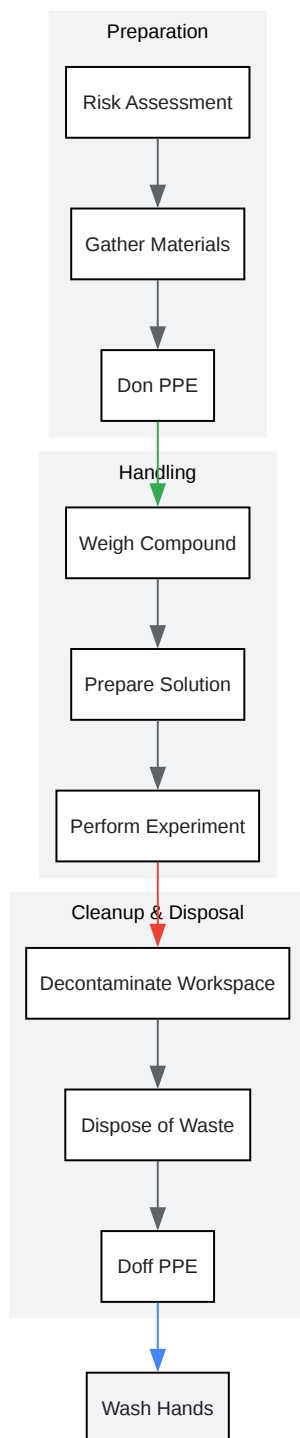 Preparation
Risk Assessment
Gather Materials
Don PPE
Handling
Weigh Compound
Prepare Solution
Perform Experiment
Cleanup & Disposal
Decontaminate Workspace
Dispose of Waste
Doff PPE
Wash Hands